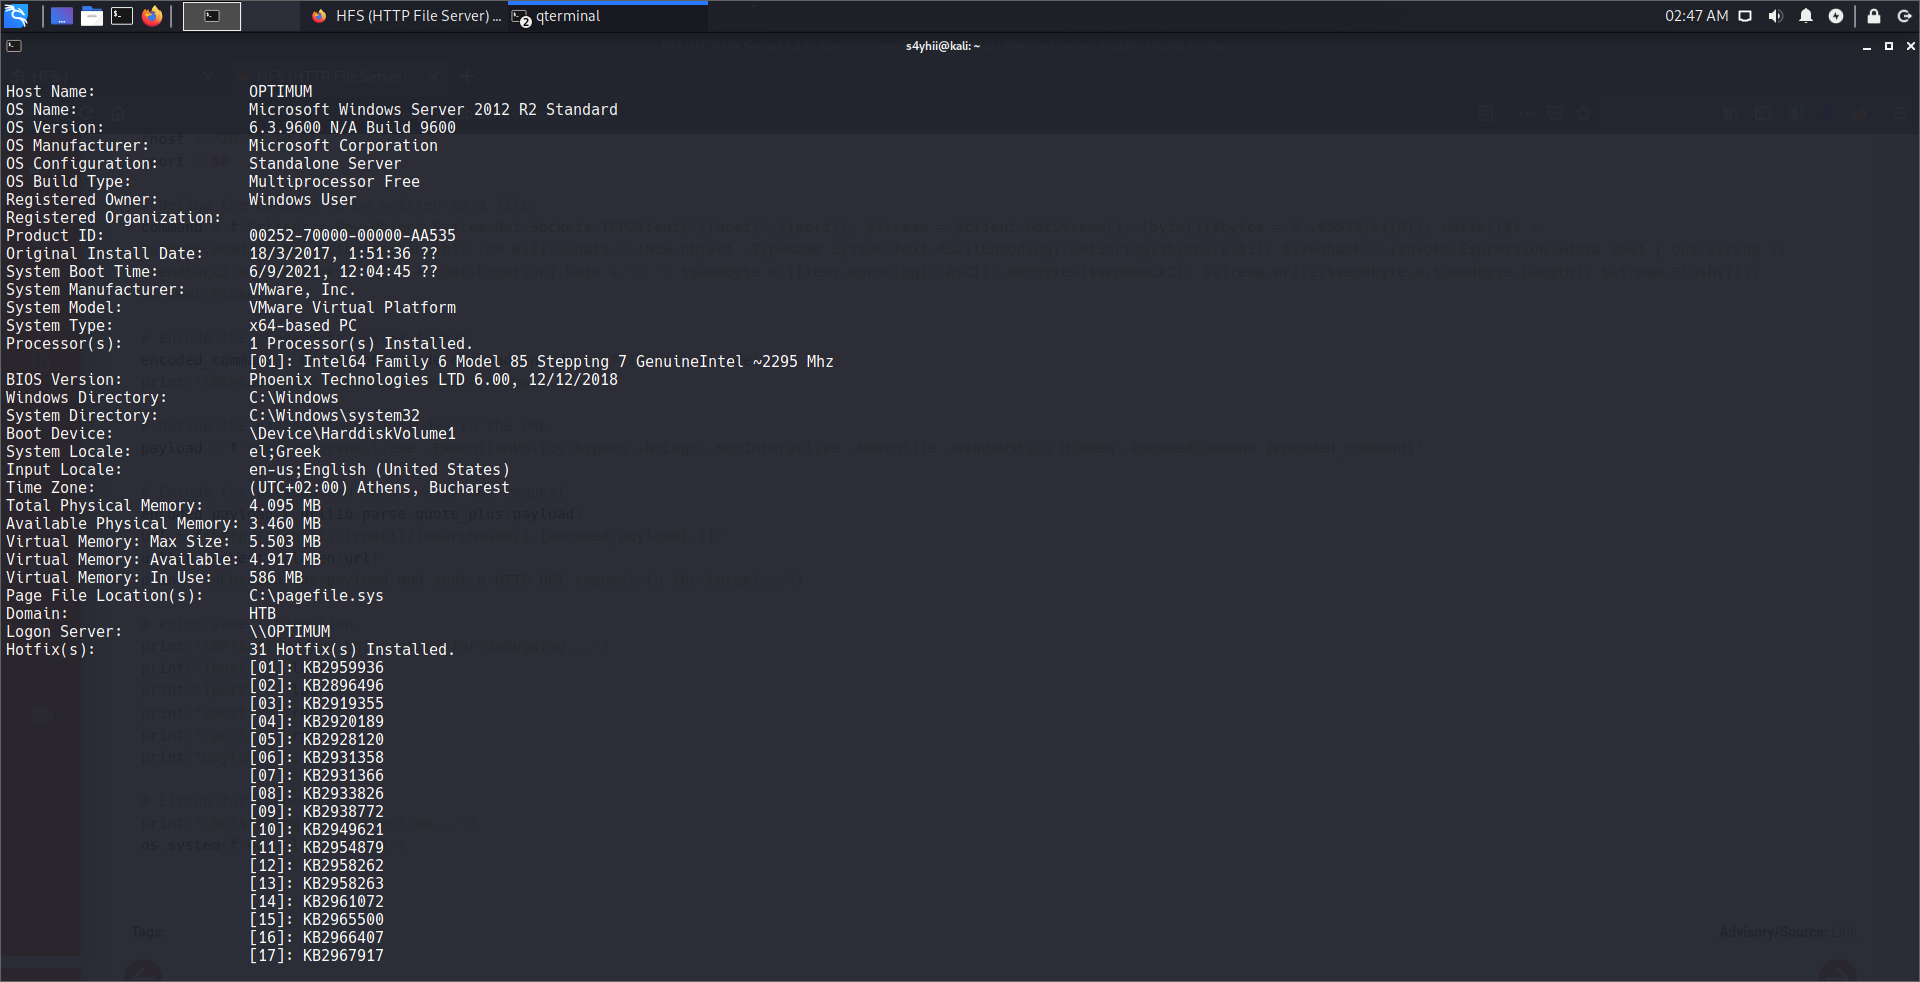 HFS (HTTP File Server) ...
2 qterminal
02:47 AM
s4yhii@kali: ~
Host Name: OPTIMUM
OS Name: Microsoft Windows Server 2012 R2 Standard
OS Version: 6.3.9600 N/A Build 9600
OS Manufacturer: Microsoft Corporation
OS Configuration: Standalone Server
OS Build Type: Multiprocessor Free
Registered Owner: Windows User
Registered Organization:
Product ID: 00252-70000-00000-AA535
Original Install Date: 18/3/2017, 1:51:36 ??
System Boot Time: 6/9/2021, 12:04:45 ??
System Manufacturer: VMware, Inc.
System Model: VMware Virtual Platform
System Type: x64-based PC
Processor(s): 1 Processor(s) Installed.
[01]: Intel64 Family 6 Model 85 Stepping 7 GenuineIntel ~2295 Mhz
BIOS Version: Phoenix Technologies LTD 6.00, 12/12/2018
Windows Directory: C:\Windows
System Directory: C:\Windows\system32
Boot Device: \Device\HarddiskVolume1
System Locale: el;Greek
Input Locale: en-us;English (United States)
Time Zone: (UTC+02:00) Athens, Bucharest
Total Physical Memory: 4.095 MB
Available Physical Memory: 3.460 MB
Virtual Memory: Max Size: 5.503 MB
Virtual Memory: Available: 4.917 MB
Virtual Memory: In Use: 586 MB
Page File Location(s): C:\pagefile.sys
Domain: HTB
Logon Server: \\OPTIMUM
Hotfix(s): 31 Hotfix(s) Installed.
[01]: KB2959936
[02]: KB2896496
[03]: KB2919355
[04]: KB2920189
[05]: KB2928120
[06]: KB2931358
[07]: KB2931366
[08]: KB2933826
[09]: KB2938772
[10]: KB2949621
[11]: KB2954879
[12]: KB2958262
[13]: KB2958263
[14]: KB2961072
[15]: KB2965500
[16]: KB2966407
[17]: KB2967917
Tags:
Advisory/Source: Link